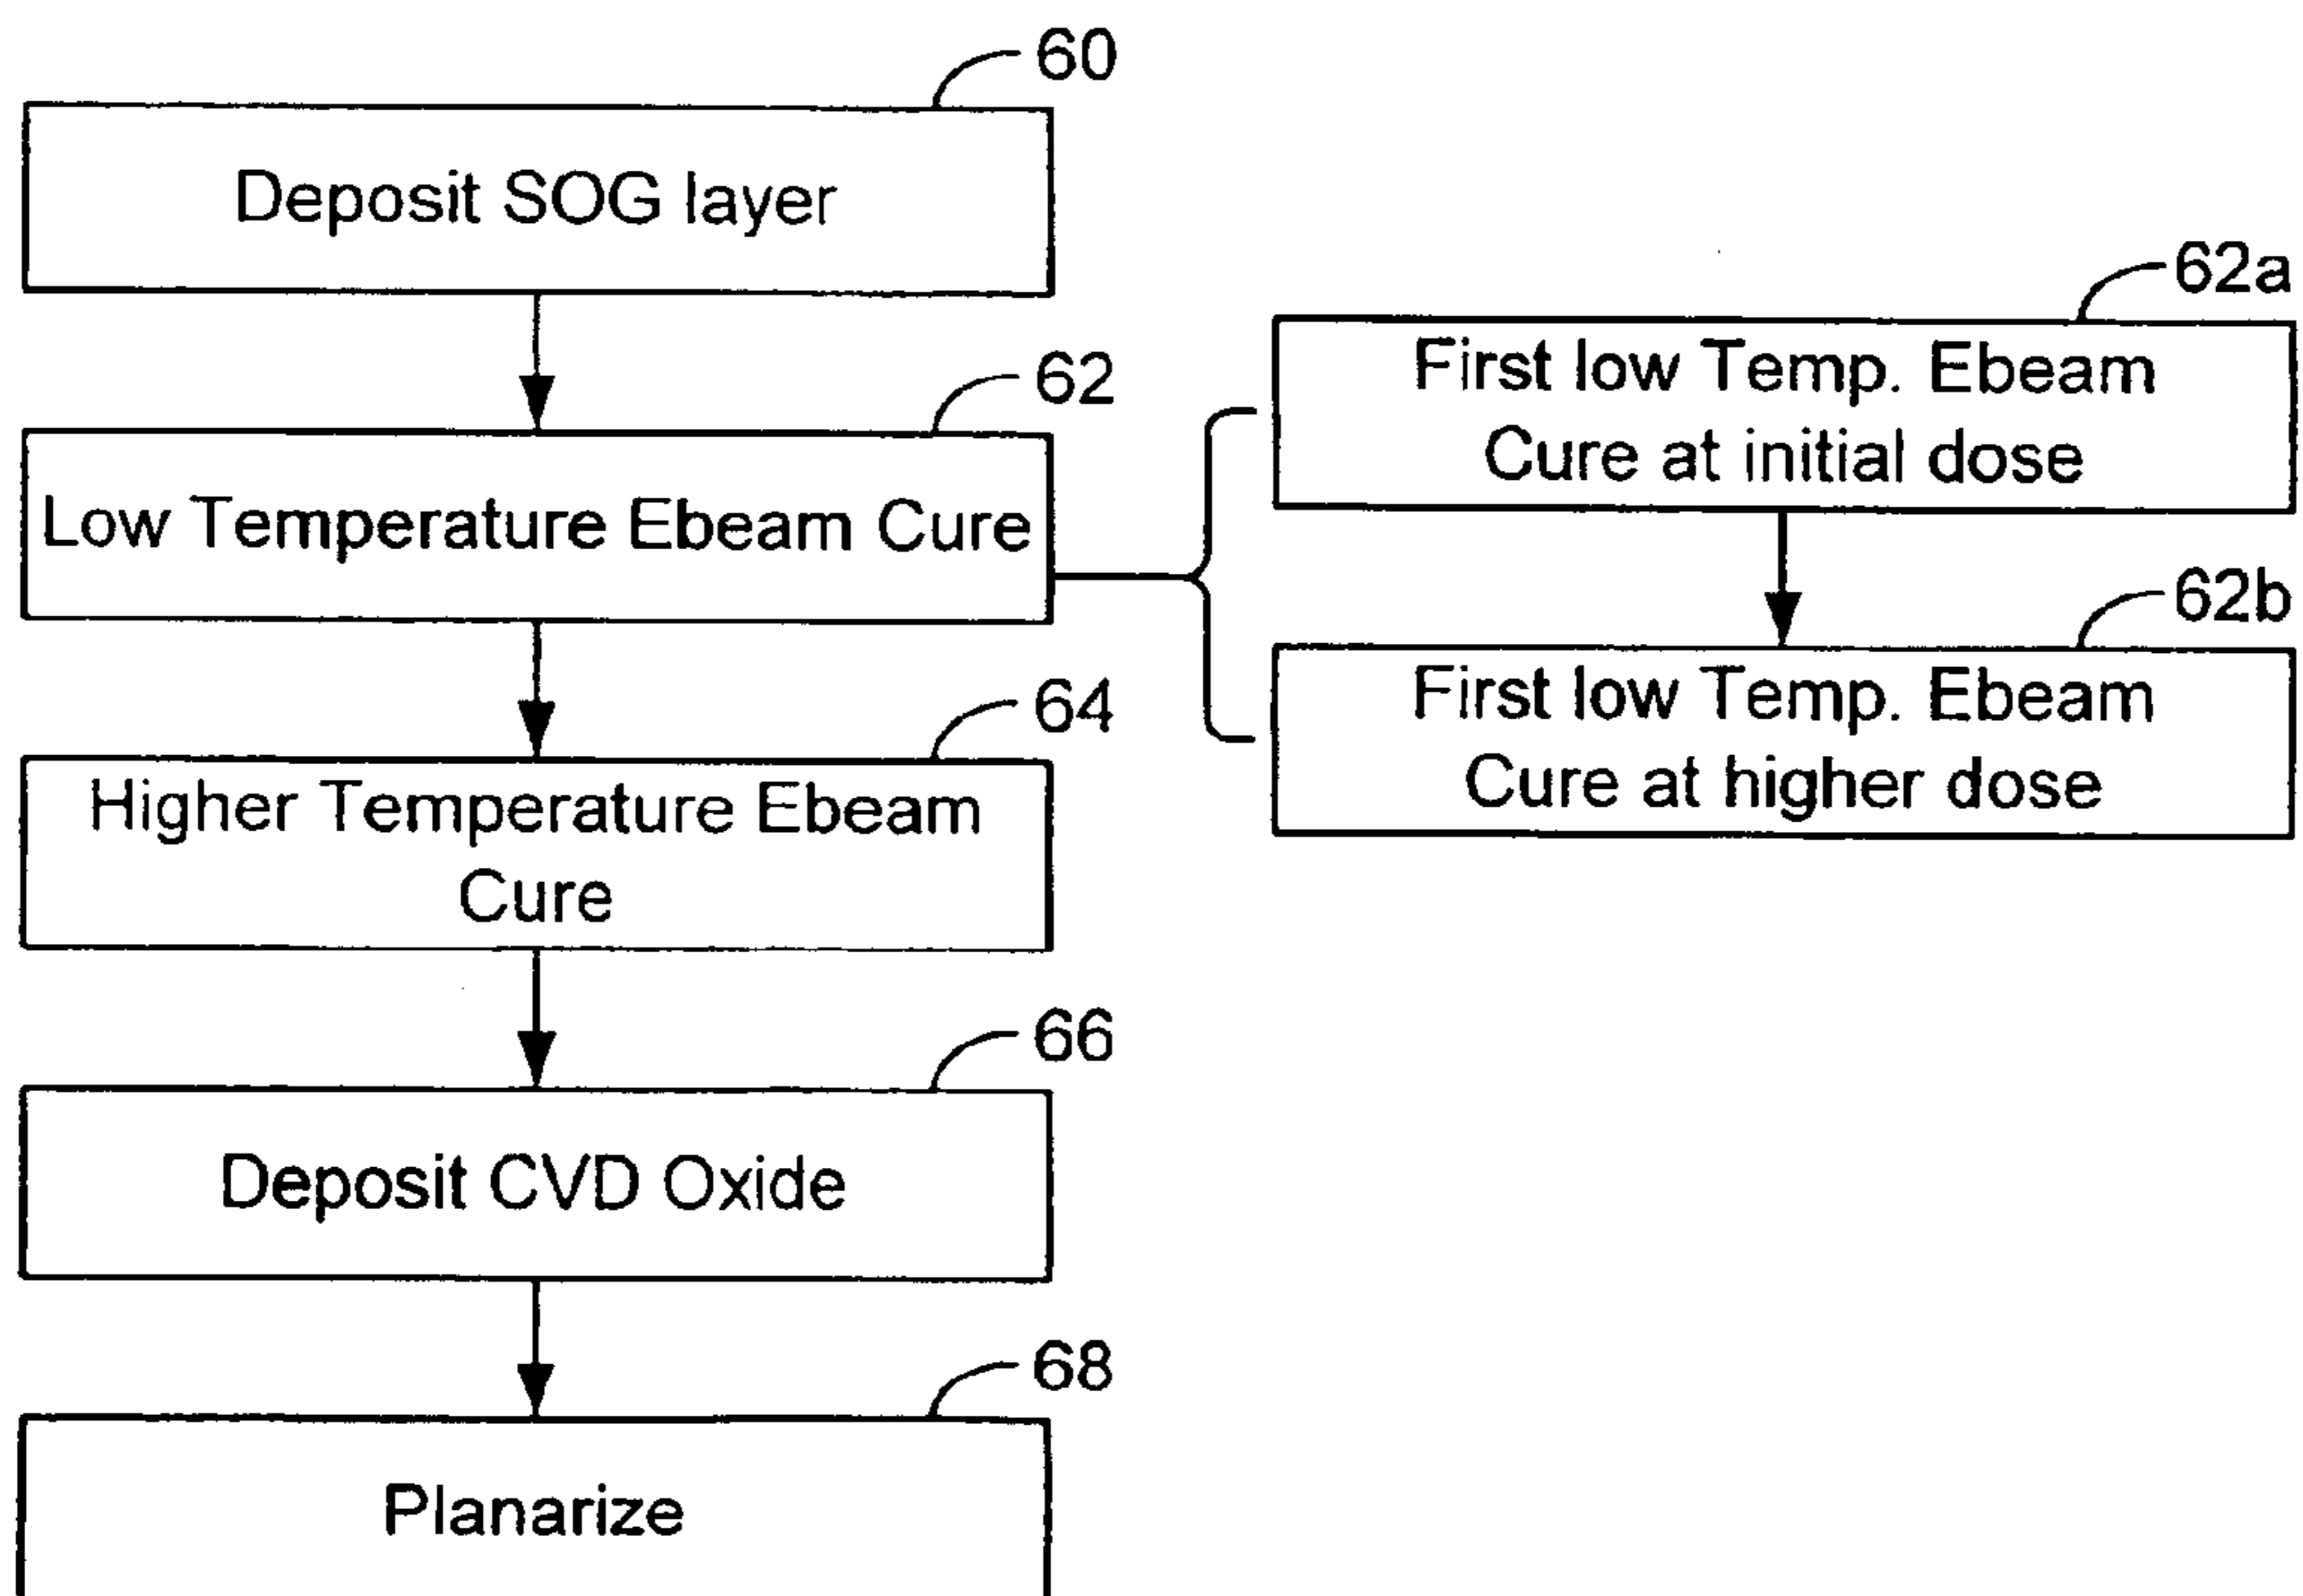 60
Deposit SOG layer
62
Low Temperature Ebeam Cure
62a
First low Temp. Ebeam
Cure at initial dose
62b
First low Temp. Ebeam
Cure at higher dose
64
Higher Temperature Ebeam
Cure
66
Deposit CVD Oxide
68
Planarize